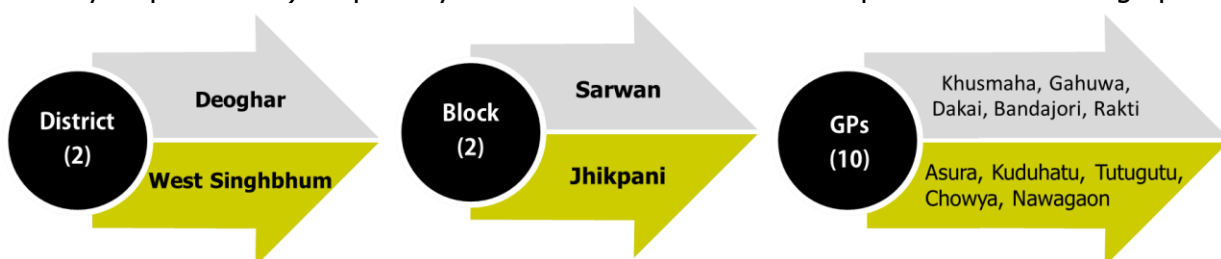 District
(2)
Deoghar
West Singhbhum
Block
(2)
Sarwan
Jhikpani
GPs
(10)
Khusmaha, Gahuwa,
Dakai, Bandajori, Rakti
Asura, Kuduhatu, Tutugutu,
Chowya, Nawagaon